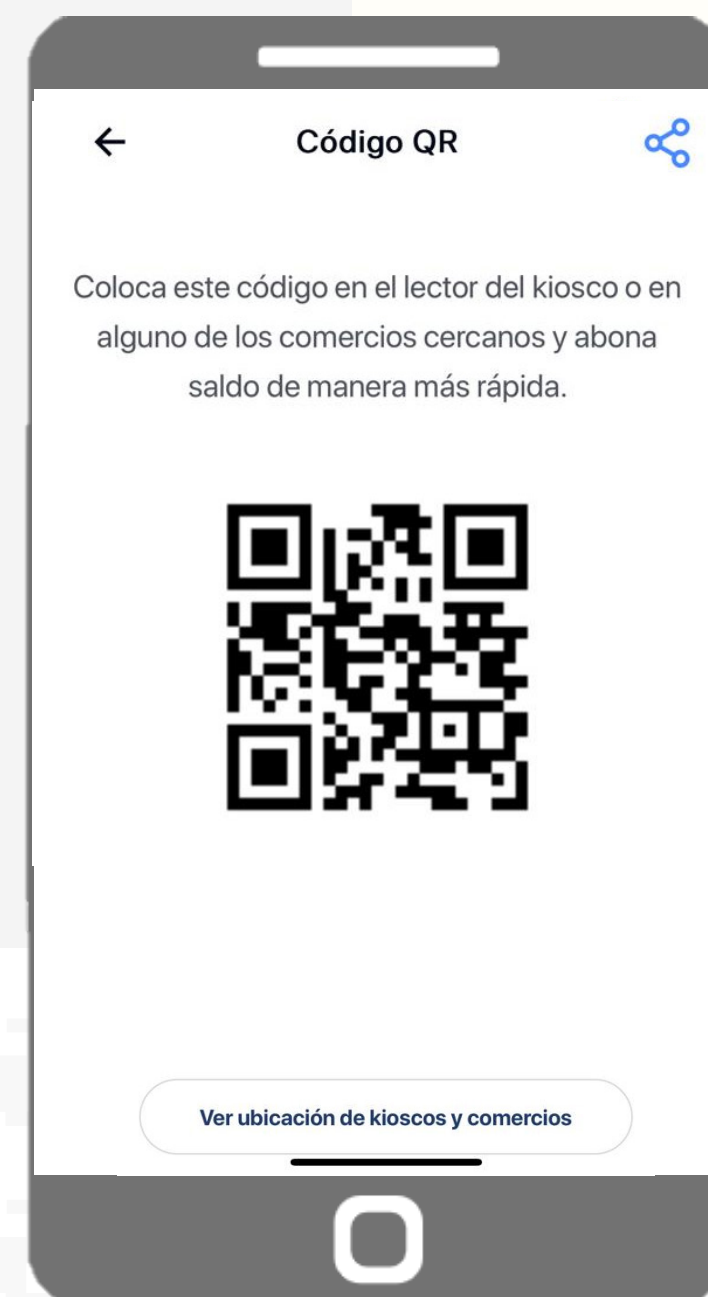 Código QR
Coloca este código en el lector del kiosco o en
alguno de los comercios cercanos y abona
saldo de manera más rápida.
Ver ubicación de kioscos y comercios